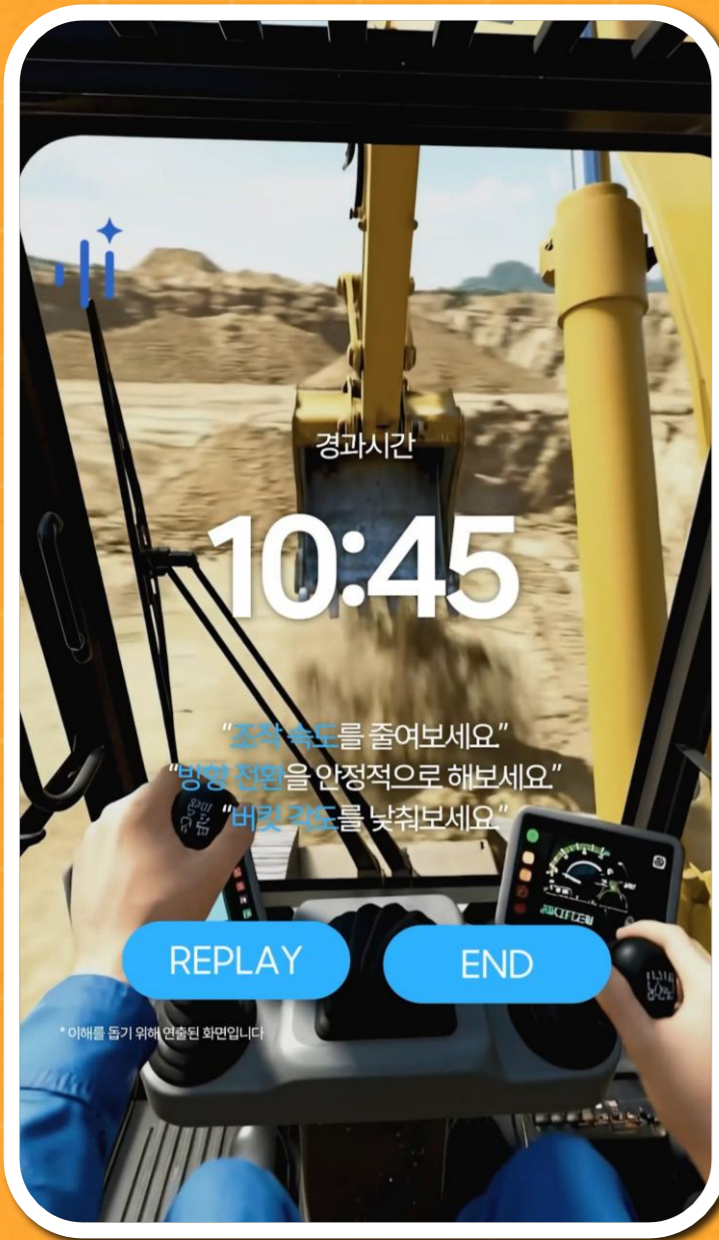 경과시간
10:45
"조작 속도를 줄여보세요."
"방향 전환을 안정적으로 해보세요."
"버킷 각도를 낮춰보세요."
REPLAY
END
* 이해를 돕기 위해 연출된 화면입니다